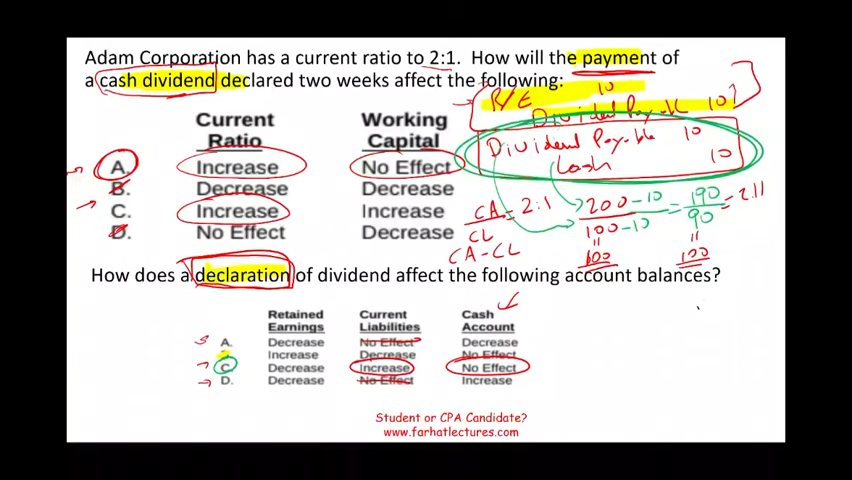 Adam Corporation has a current ratio to 2:1. How will the payment of
a cash dividend declared two weeks affect the following:
R/E 10
Dividend Payable 10
Dividend Payable 10
Cash 10
Current Ratio Working Capital
A. Increase No Effect
B. Decrease Decrease
C. Increase Increase
D. No Effect Decrease
CA/CL = 2:1
200-10/100-10 = 190/90 = 2.11
CA-CL
100 100
How does a declaration of dividend affect the following account balances?
Retained Earnings Current Liabilities Cash Account
A. Decrease No Effect Decrease
Increase Decrease No Effect
C. Decrease Increase No Effect
D. Decrease No Effect Increase
Student or CPA Candidate?
www.farhatlectures.com